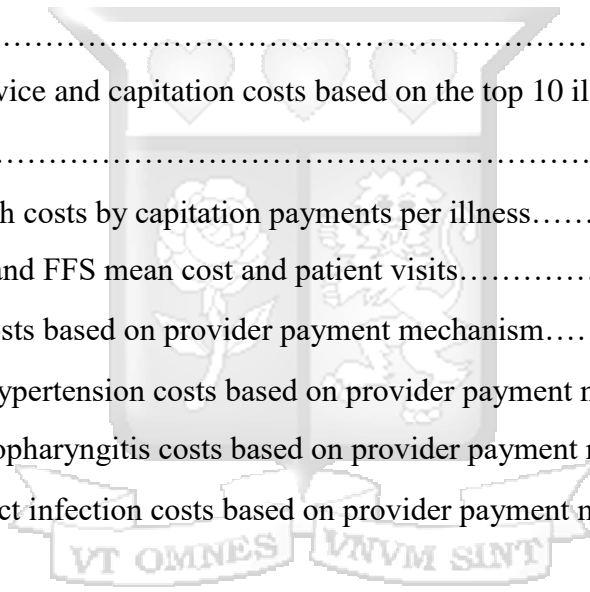 ………………………………………………………
vice and capitation costs based on the top 10 il
………………………………………………………
h costs by capitation payments per illness……
and FFS mean cost and patient visits……………
osts based on provider payment mechanism….
ypertension costs based on provider payment
opharyngitis costs based on provider payment
ct infection costs based on provider payment
VT OMNES VNVM SINT